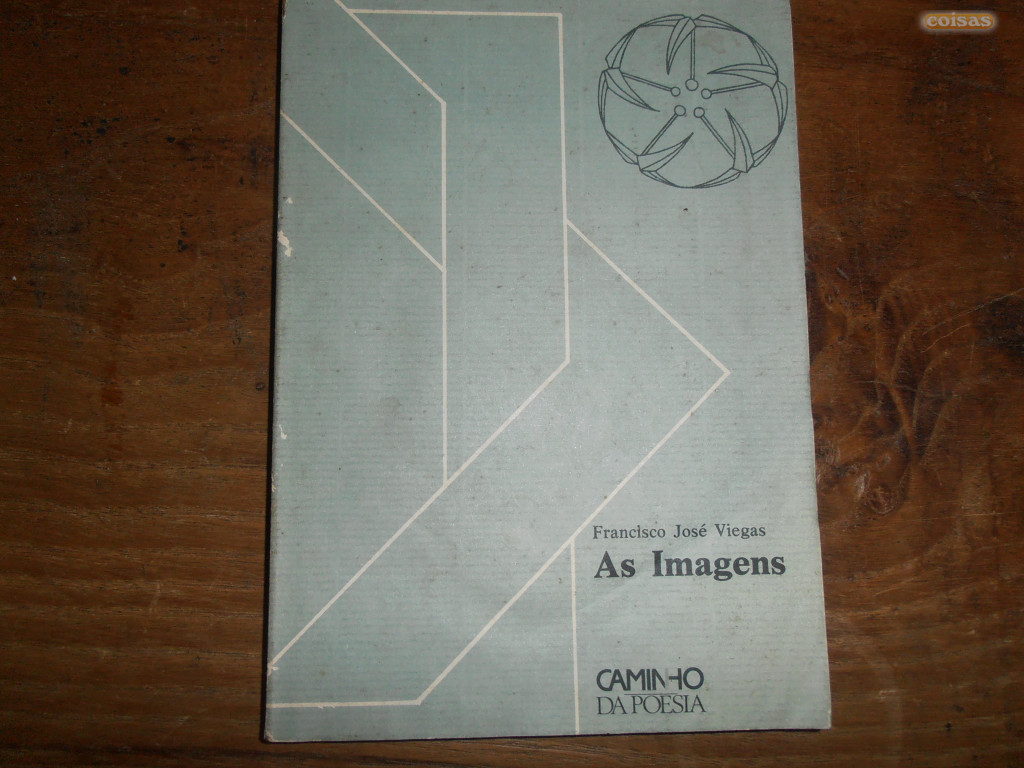 coisas
Francisco José Viegas
As Imagens
CAMINHO
DA POESIA